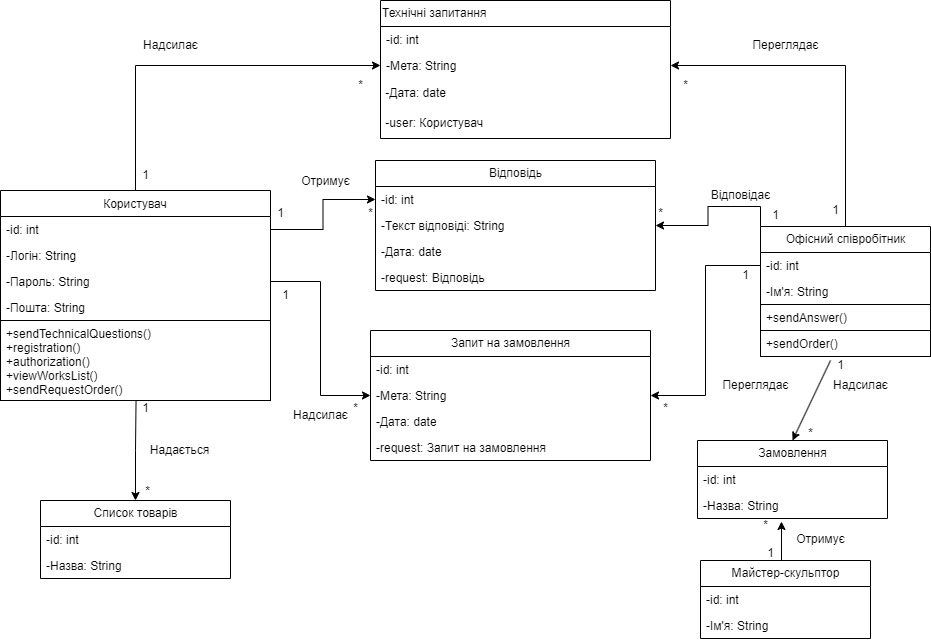 Технічні запитання
-id: int
-Мета: String
-Дата: date
-user: Користувач
Надсилає
*
1
Переглядає
*
1
Відповідь
-id: int
-Текст відповіді: String
-Дата: date
-request: Відповідь
Отримує
1
*
Відповідає
*
1
Користувач
-id: int
-Логін: String
-Пароль: String
-Пошта: String
+sendTechnicalQuestions()
+registration()
+authorization()
+viewWorksList()
+sendRequestOrder()
Офісний співробітник
-id: int
-Ім'я: String
+sendAnswer()
+sendOrder()
1
Надсилає
*
Запит на замовлення
-id: int
-Мета: String
-Дата: date
-request: Запит на замовлення
1
Переглядає
*
1
Надсилає
*
1
Надається
*
Список товарів
-id: int
-Назва: String
Замовлення
-id: int
-Назва: String
*
Отримує
1
Майстер-скульптор
-id: int
-Ім'я: String